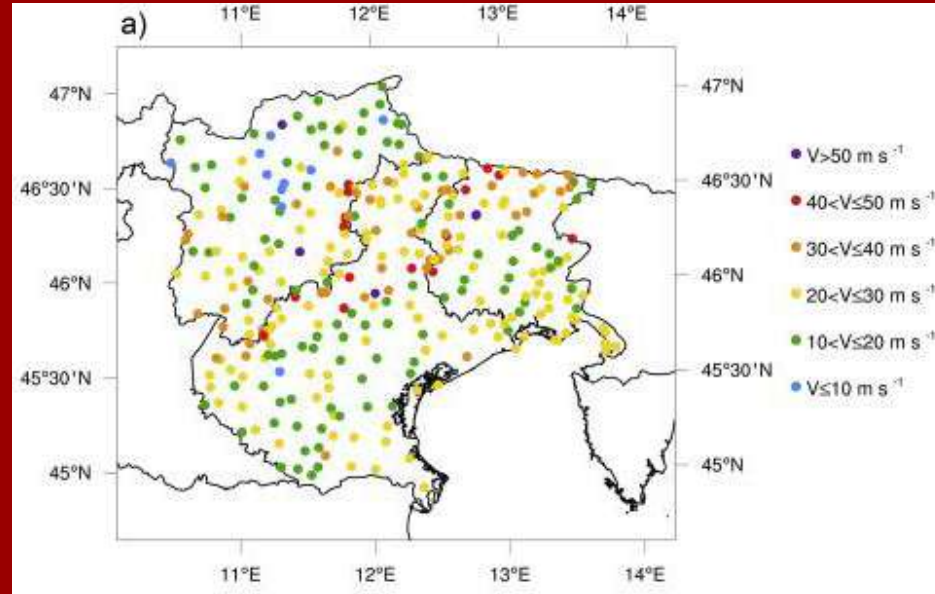 a)
11°E 12°E 13°E 14°E
47°N 47°N
46°30'N 46°30'N
46°N 46°N
45°30'N 45°30'N
45°N 45°N
11°E 12°E 13°E 14°E
V>50 m s⁻¹
40<V≤50 m s⁻¹
30<V≤40 m s⁻¹
20<V≤30 m s⁻¹
10<V≤20 m s⁻¹
V≤10 m s⁻¹